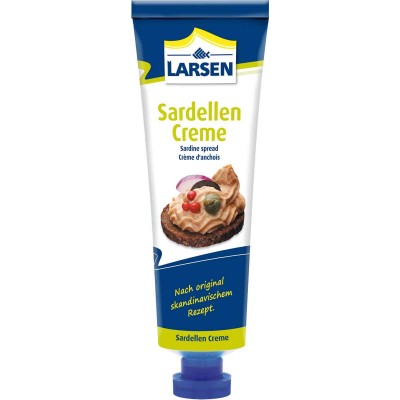 LARSEN
Sardellen
Creme
Sardine spread
Crème d'anchois
Nach original
skandinavischem
Rezept.
Sardellen Creme